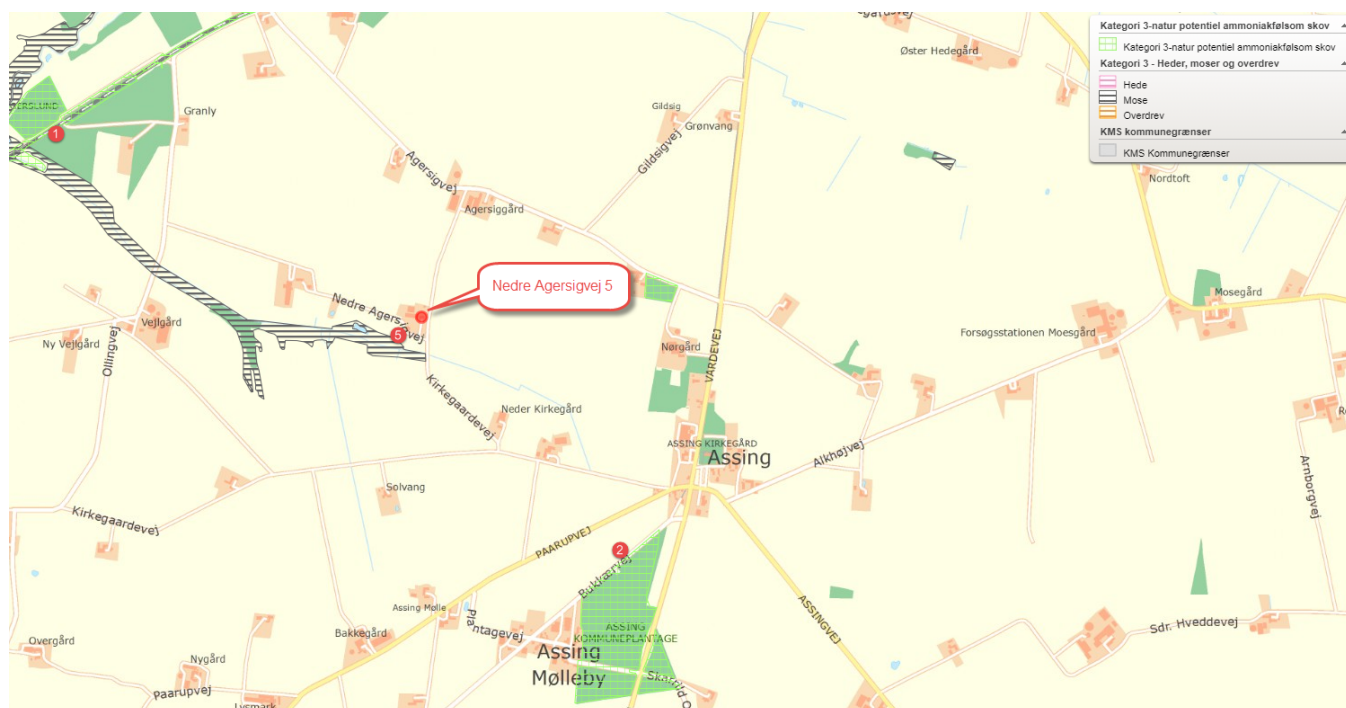 Kategori 3-natur potentiel ammoniakfølsom skov
Kategori 3-natur potentiel ammoniakfølsom skov
Kategori 3 - Heder, moser og overdrev
Hede
Mose
Overdrev
KMS kommunegrænser
KMS Kommunegrænser
Øster Hedegård
Granly
1
Gildsig
Grønvang
Gildsigvej
Agersigvej
Agersiggård
Nordtoft
Nedre Agersigvej 5
Nedre Agersigvej
5
Mosegård
Vejlgård
Ny Vejlgård
Ollingvej
Forsøgsstationen Moesgård
Nørgård
VARDEVEJ
Kirkegaardevej
Neder Kirkegård
ASSING KIRKEGÅRD
Assing
Alkhøjvej
Arnborgvej
Solvang
Kirkegaardevej
PAARUPVEJ
2
Bukkærvej
ASSINGVEJ
Assing Mølle
Plantagevej
ASSING
KOMMUNEPLANTAGE
Sdr. Hveddevej
Overgård
Bakkegård
Assing
Mølleby
Nygård
Paarupvej
Lysmark